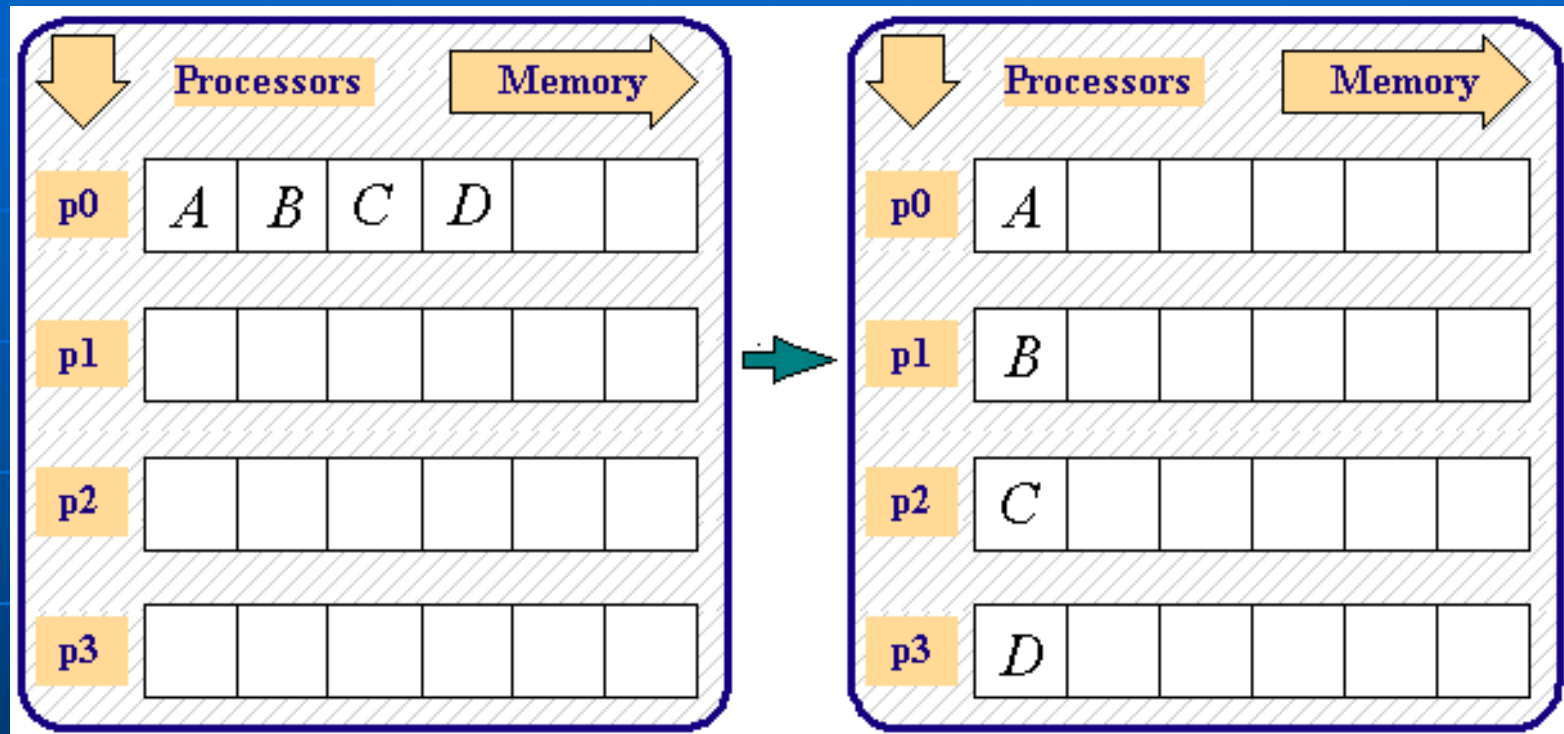 Processors Memory
p0 A B C D
p1
p2
p3
Processors Memory
p0 A
p1 B
p2 C
p3 D